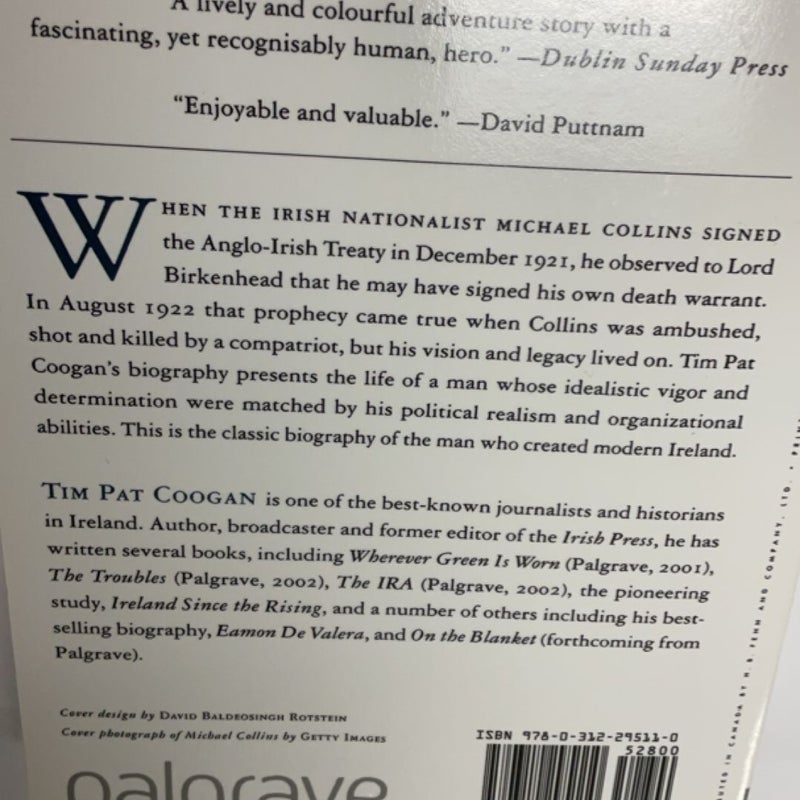 A lively and colourful adventure story with a
fascinating, yet recognisably human, hero.” —Dublin Sunday Press
“Enjoyable and valuable.” —David Puttnam
WHEN THE IRISH NATIONALIST MICHAEL COLLINS SIGNED
the Anglo-Irish Treaty in December 1921, he observed to Lord
Birkenhead that he may have signed his own death warrant.
In August 1922 that prophecy came true when Collins was ambushed,
shot and killed by a compatriot, but his vision and legacy lived on. Tim Pat
Coogan’s biography presents the life of a man whose idealistic vigor and
determination were matched by his political realism and organizational
abilities. This is the classic biography of the man who created modern Ireland.
TIM PAT COOGAN is one of the best-known journalists and historians
in Ireland. Author, broadcaster and former editor of the Irish Press, he has
written several books, including Wherever Green Is Worn (Palgrave, 2001),
The Troubles (Palgrave, 2002), The IRA (Palgrave, 2002), the pioneering
study, Ireland Since the Rising, and a number of others including his best-
selling biography, Eamon De Valera, and On the Blanket (forthcoming from
Palgrave).
Cover design by DAVID BALDEOSINGH ROTSTEIN
Cover photograph of Michael Collins by GETTY IMAGES
palgrave
ISBN 978-0-312-29511-0
52800
IN CANADA BY H. B. FENN AND COMPANY, LTD. •